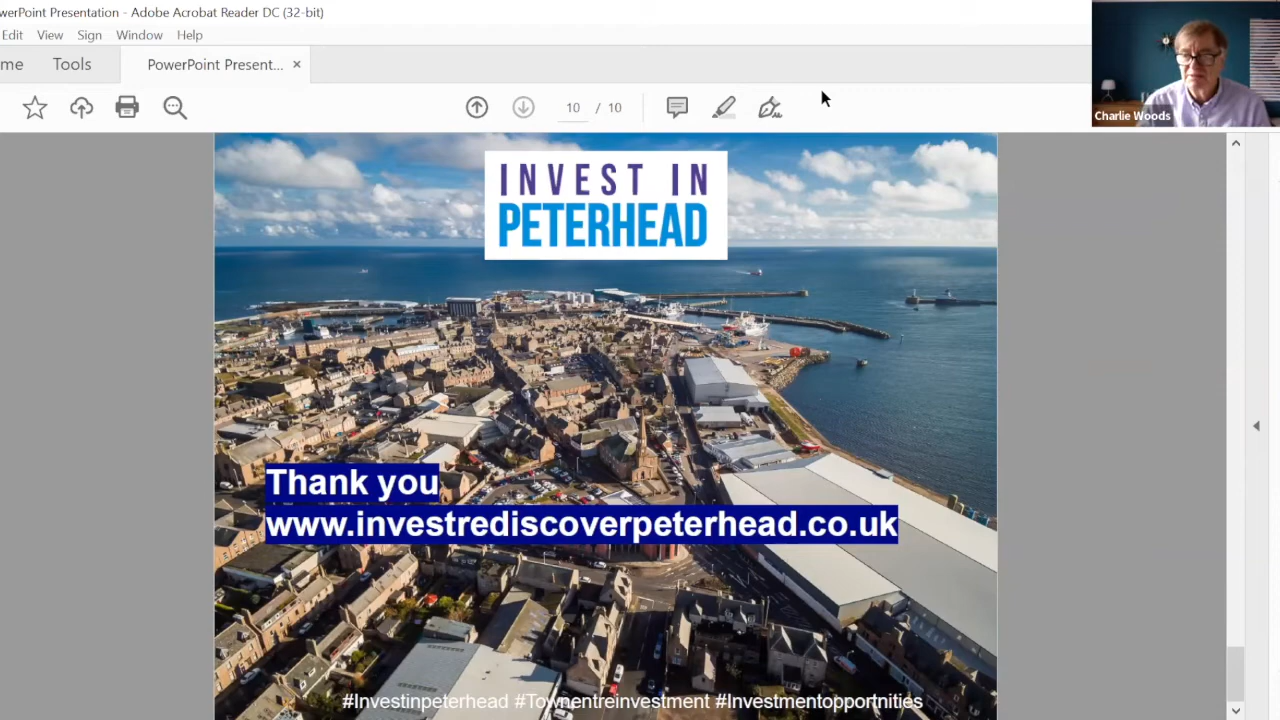 werPoint Presentation - Adobe Acrobat Reader DC (32-bit)
Edit View Sign Window Help
me Tools PowerPoint Present... ×
10 / 10
Charlie Woods
INVEST IN
PETERHEAD
Thank you
www.investrediscoverpeterhead.co.uk
#Investinpeterhead #Townentreinvestment #Investmentopportnities